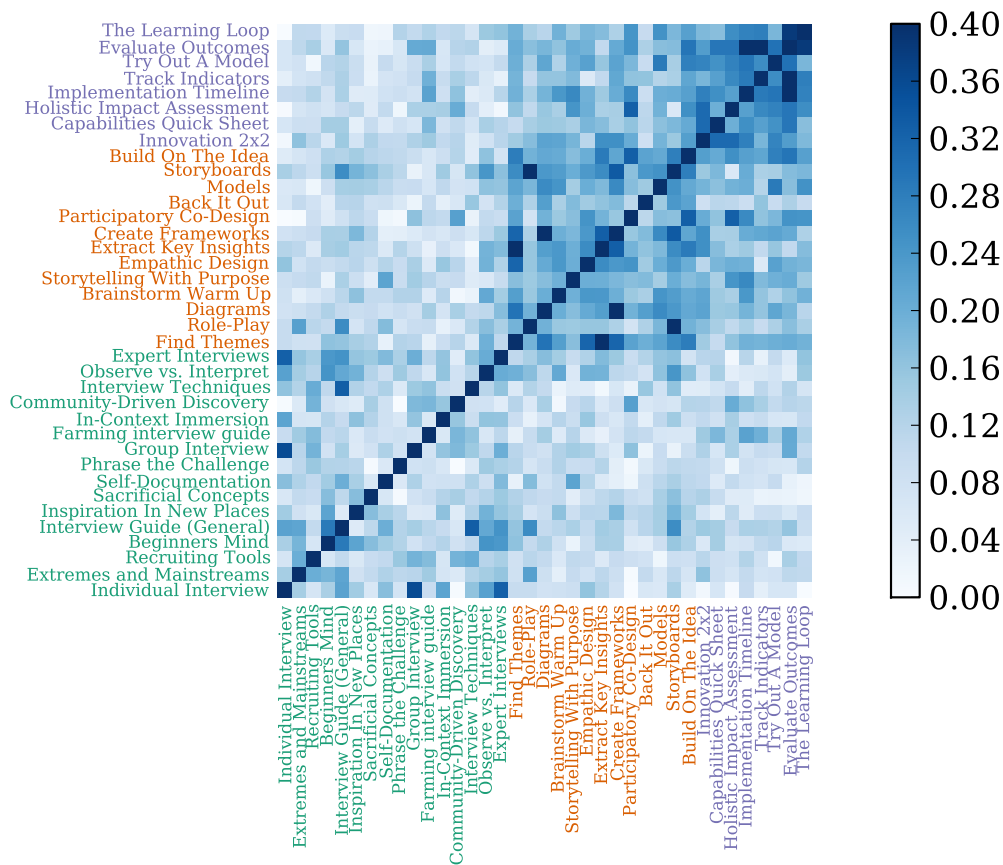 The Learning Loop
Evaluate Outcomes
Try Out A Model
Track Indicators
Implementation Timeline
Holistic Impact Assessment
Capabilities Quick Sheet
Innovation 2x2
Build On The Idea
Storyboards
Models
Back It Out
Participatory Co-Design
Create Frameworks
Extract Key Insights
Empathic Design
Storytelling With Purpose
Brainstorm Warm Up
Diagrams
Role-Play
Find Themes
Expert Interviews
Observe vs. Interpret
Interview Techniques
Community-Driven Discovery
In-Context Immersion
Farming interview guide
Group Interview
Phrase the Challenge
Self-Documentation
Sacrificial Concepts
Inspiration In New Places
Interview Guide (General)
Beginners Mind
Recruiting Tools
Extremes and Mainstreams
Individual Interview
Individual Interview
Extremes and Mainstreams
Recruiting Tools
Beginners Mind
Interview Guide (General)
Inspiration In New Places
Sacrificial Concepts
Self-Documentation
Phrase the Challenge
Group Interview
Farming interview guide
In-Context Immersion
Community-Driven Discovery
Interview Techniques
Observe vs. Interpret
Expert Interviews
Find Themes
Role-Play
Diagrams
Brainstorm Warm Up
Storytelling With Purpose
Empathic Design
Extract Key Insights
Create Frameworks
Participatory Co-Design
Back It Out
Models
Storyboards
Build On The Idea
Innovation 2x2
Capabilities Quick Sheet
Holistic Impact Assessment
Implementation Timeline
Track Indicators
Try Out A Model
Evaluate Outcomes
The Learning Loop
0.40
0.36
0.32
0.28
0.24
0.20
0.16
0.12
0.08
0.04
0.00